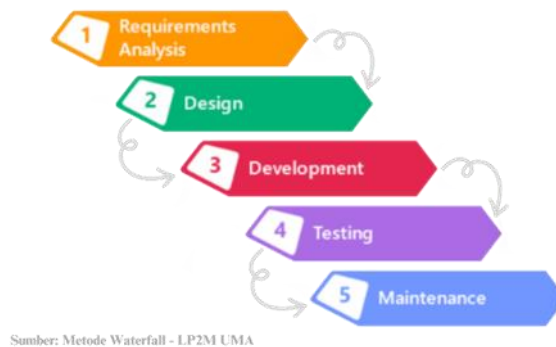 1
Requirements
Analysis
2
Design
3
Development
4
Testing
5
Maintenance
Sumber: Metode Waterfall - LP2M UMA